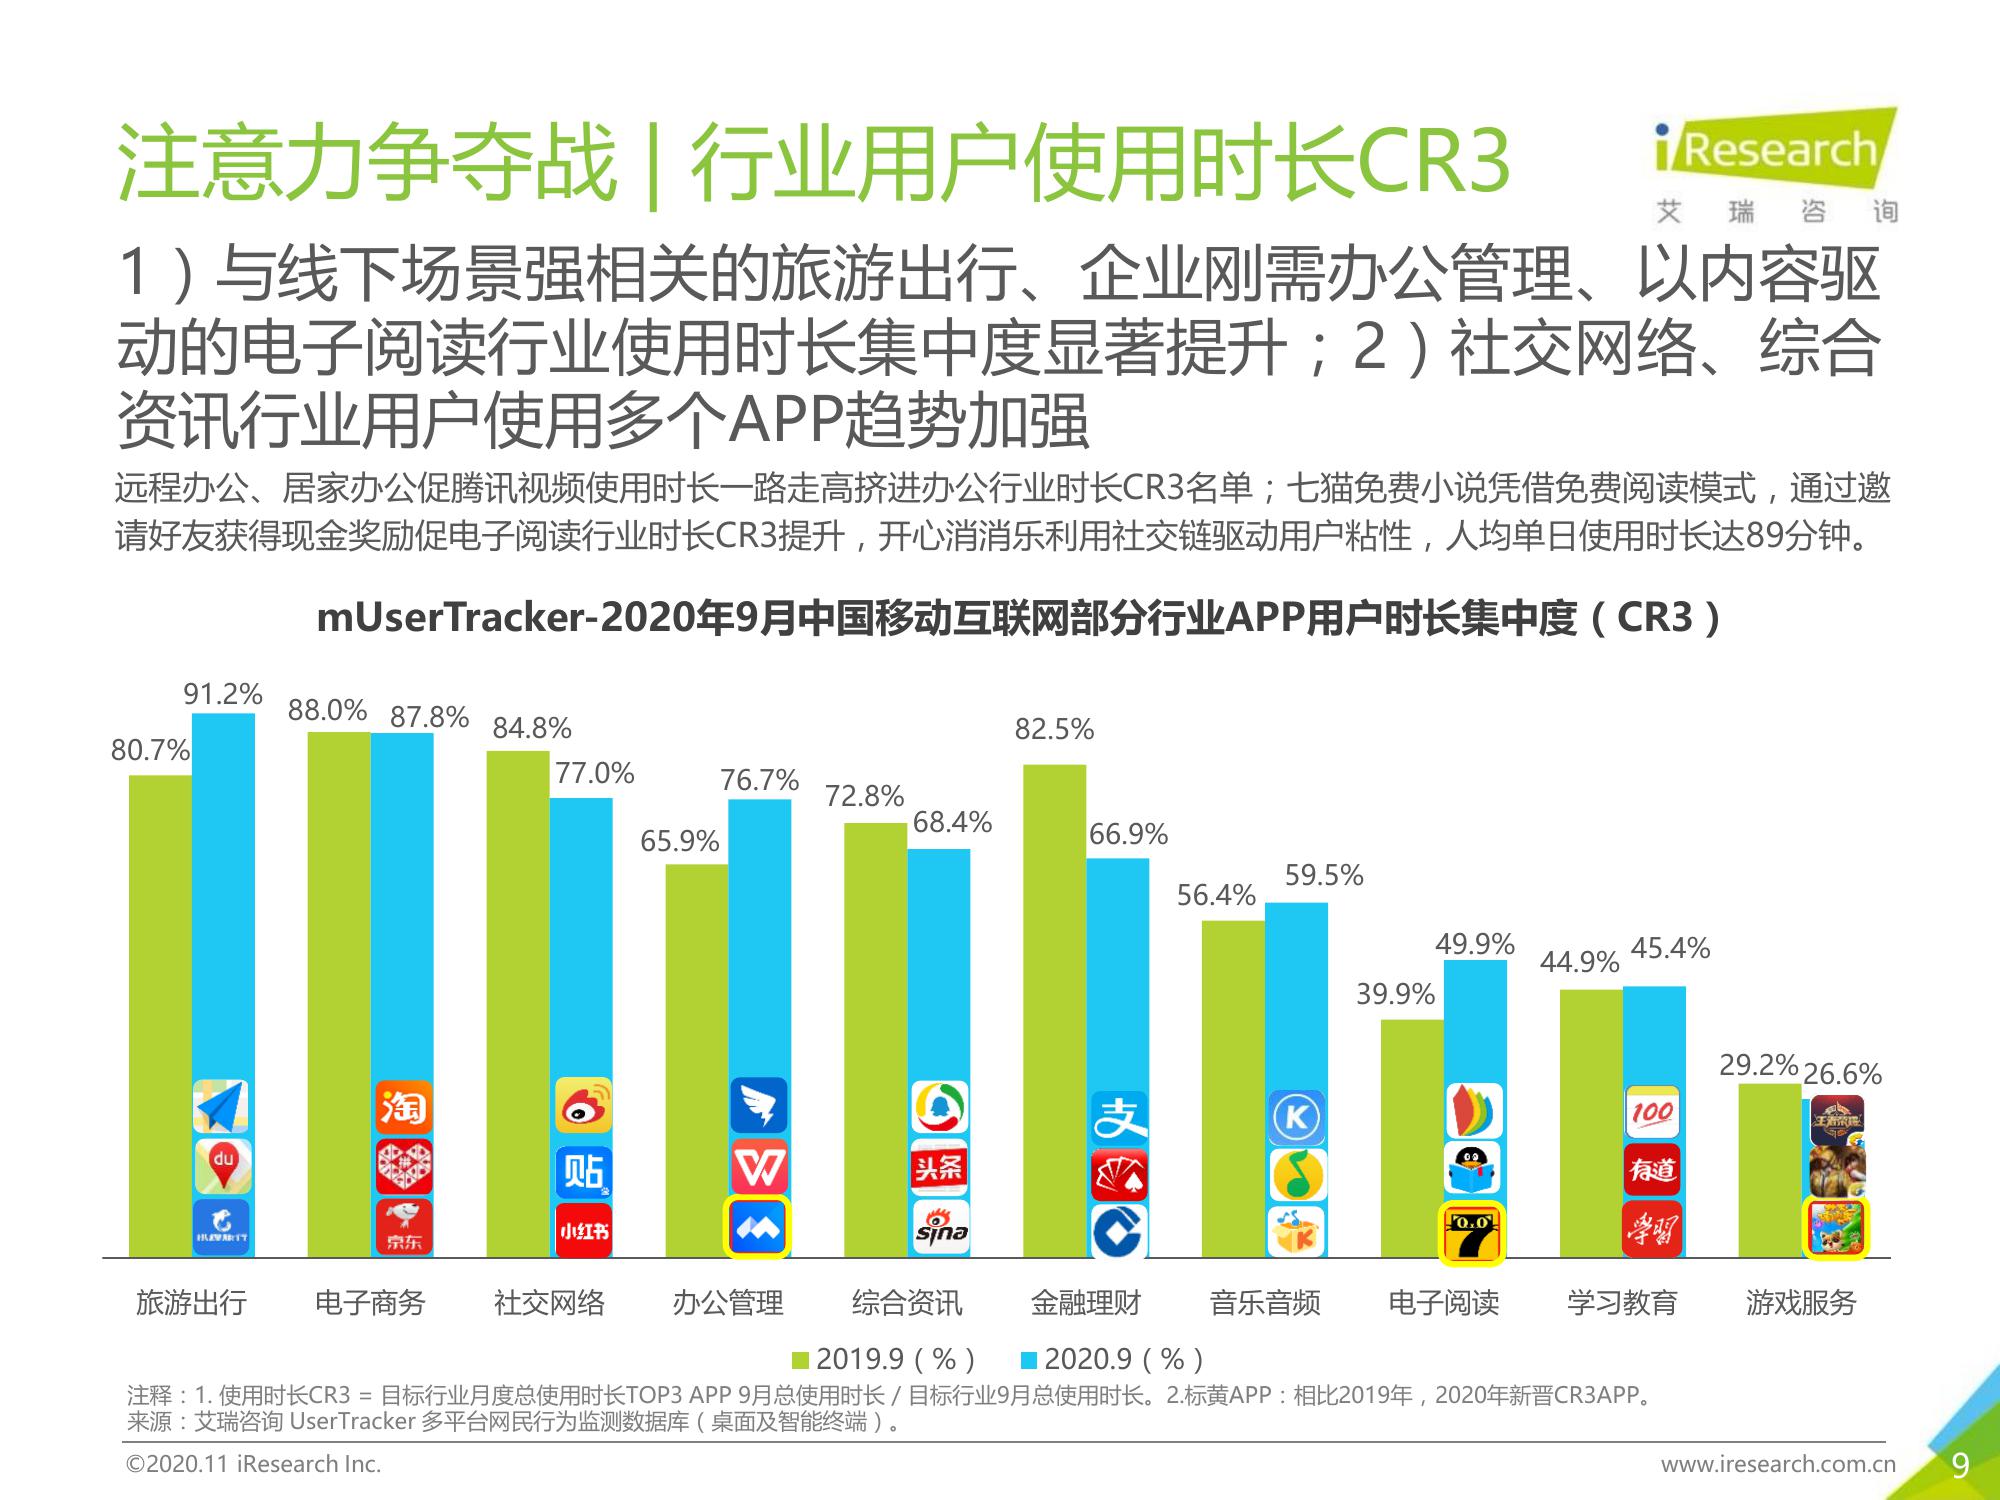 注意力争夺战 | 行业用户使用时长CR3
iResearch
艾瑞咨询
1）与线下场景强相关的旅游出行、企业刚需办公管理、以内容驱
动的电子阅读行业使用时长集中度显著提升；2）社交网络、综合
资讯行业用户使用多个APP趋势加强
远程办公、居家办公促腾讯视频使用时长一路走高挤进办公行业时长CR3名单；七猫免费小说凭借免费阅读模式，通过邀
请好友获得现金奖励促电子阅读行业时长CR3提升，开心消消乐利用社交链驱动用户粘性，人均单日使用时长达89分钟。
mUserTracker-2020年9月中国移动互联网部分行业APP用户时长集中度（CR3）
80.7% 91.2% 88.0% 87.8% 84.8% 77.0% 65.9% 76.7% 72.8% 68.4% 82.5% 66.9% 56.4% 59.5% 39.9% 49.9% 44.9% 45.4% 29.2% 26.6%
淘 支 K 100
du 贴 W 头条 有道
京东 小红书 sina K 7 学习
旅游出行 电子商务 社交网络 办公管理 综合资讯 金融理财 音乐音频 电子阅读 学习教育 游戏服务
2019.9（%） 2020.9（%）
注释：1. 使用时长CR3 = 目标行业月度总使用时长TOP3 APP 9月总使用时长 / 目标行业9月总使用时长。2.标黄APP：相比2019年，2020年新晋CR3APP。
来源：艾瑞咨询 UserTracker 多平台网民行为监测数据库（桌面及智能终端）。
©2020.11 iResearch Inc.
www.iresearch.com.cn
9